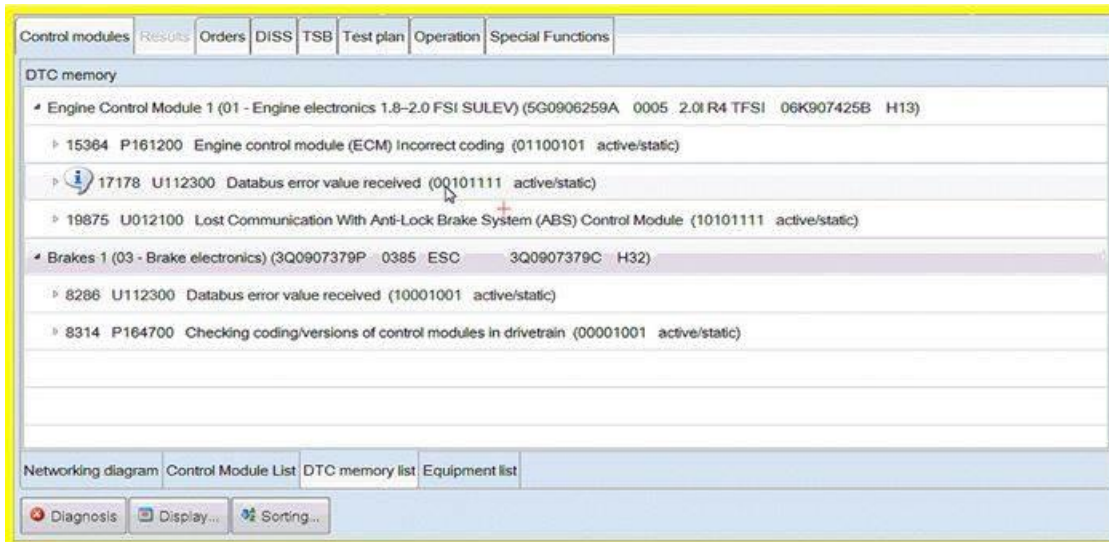 Control modules Results Orders DISS TSB Test plan Operation Special Functions
DTC memory
Engine Control Module 1 (01 - Engine electronics 1.8–2.0 FSI SULEV) (5G0906259A 0005 2.0l R4 TFSI 06K907425B H13)
15364 P161200 Engine control module (ECM) Incorrect coding (01100101 active/static)
17178 U112300 Databus error value received (00101111 active/static)
19875 U012100 Lost Communication With Anti-Lock Brake System (ABS) Control Module (10101111 active/static)
Brakes 1 (03 - Brake electronics) (3Q0907379P 0385 ESC 3Q0907379C H32)
8286 U112300 Databus error value received (10001001 active/static)
8314 P164700 Checking coding/versions of control modules in drivetrain (00001001 active/static)
Networking diagram Control Module List DTC memory list Equipment list
Diagnosis Display... Sorting...